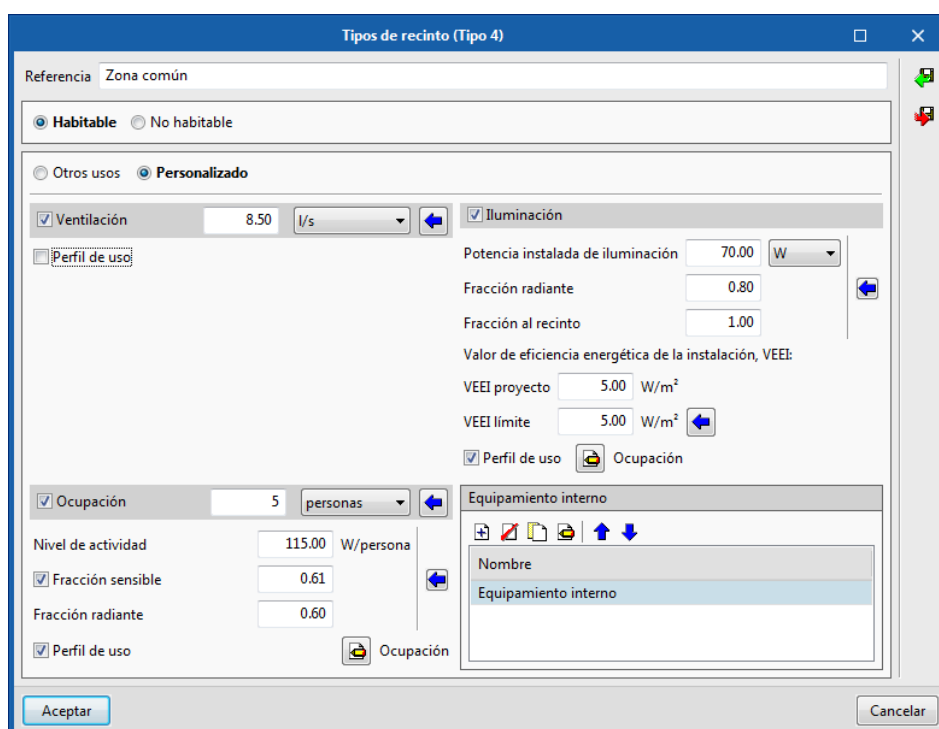 Tipos de recinto (Tipo 4)
Referencia Zona común
Habitable No habitable
Otros usos Personalizado
Ventilación 8.50 l/s
Perfil de uso
Iluminación
Potencia instalada de iluminación 70.00 W
Fracción radiante 0.80
Fracción al recinto 1.00
Valor de eficiencia energética de la instalación, VEEI:
VEEI proyecto 5.00 W/m²
VEEI límite 5.00 W/m²
Perfil de uso Ocupación
Ocupación 5 personas
Nivel de actividad 115.00 W/persona
Fracción sensible 0.61
Fracción radiante 0.60
Perfil de uso Ocupación
Equipamiento interno
Nombre
Equipamiento interno
Aceptar Cancelar